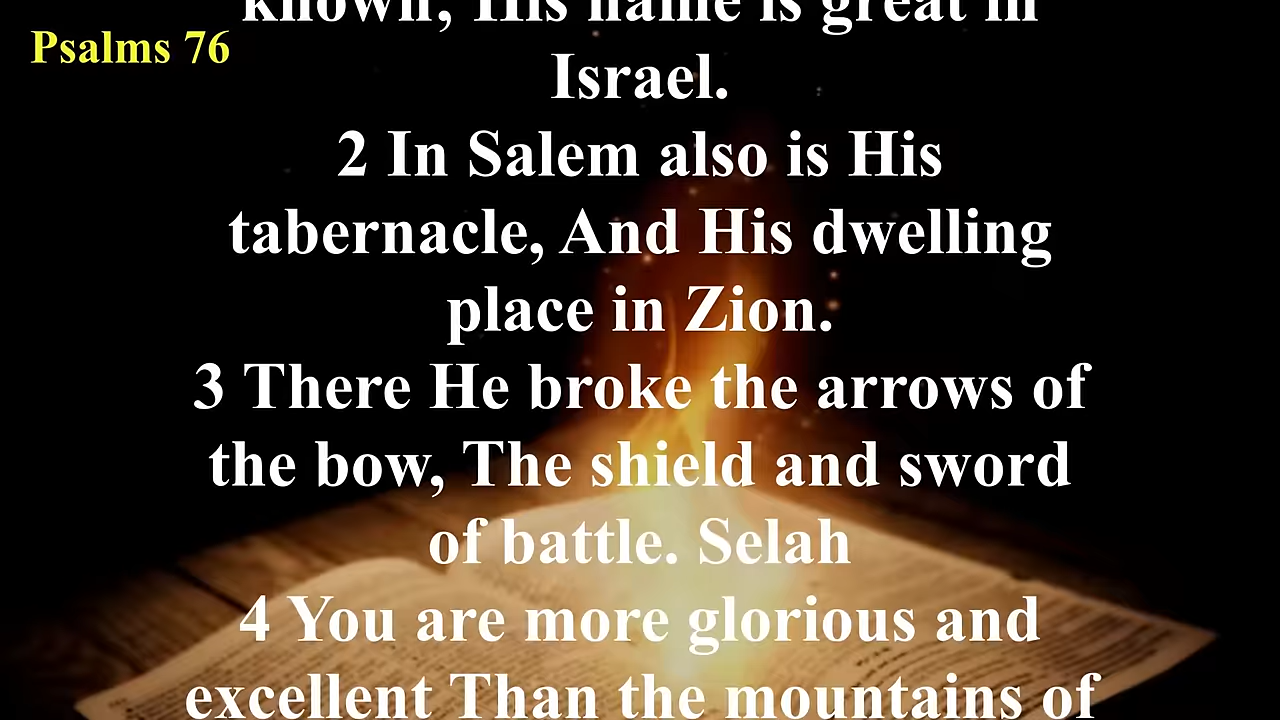 known, His name is great in
Psalms 76
Israel.
2 In Salem also is His
tabernacle, And His dwelling
place in Zion.
3 There He broke the arrows of
the bow, The shield and sword
of battle. Selah
4 You are more glorious and
excellent Than the mountains of